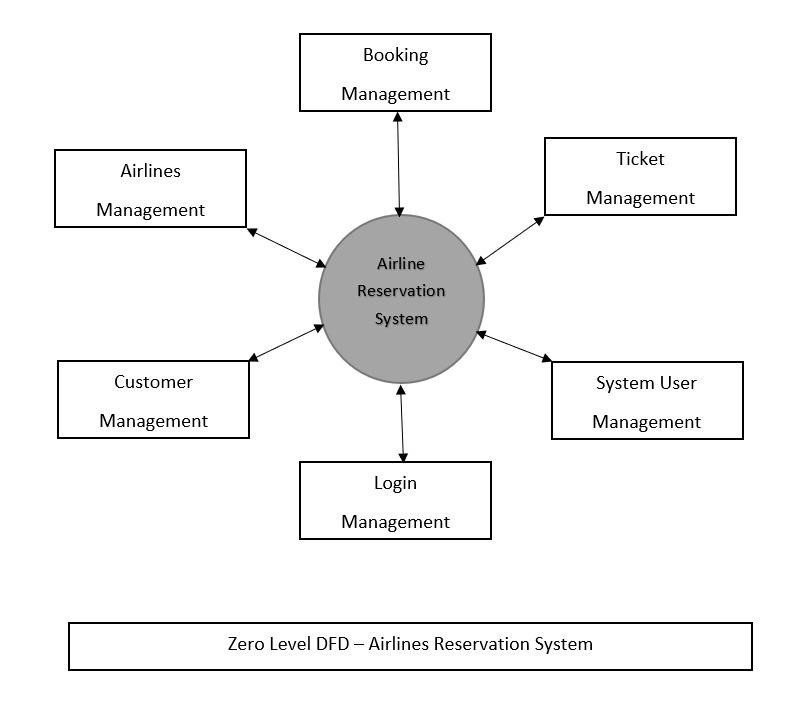 Booking
Management
Airlines
Management
Ticket
Management
Airline
Reservation
System
Customer
Management
System User
Management
Login
Management
Zero Level DFD – Airlines Reservation System